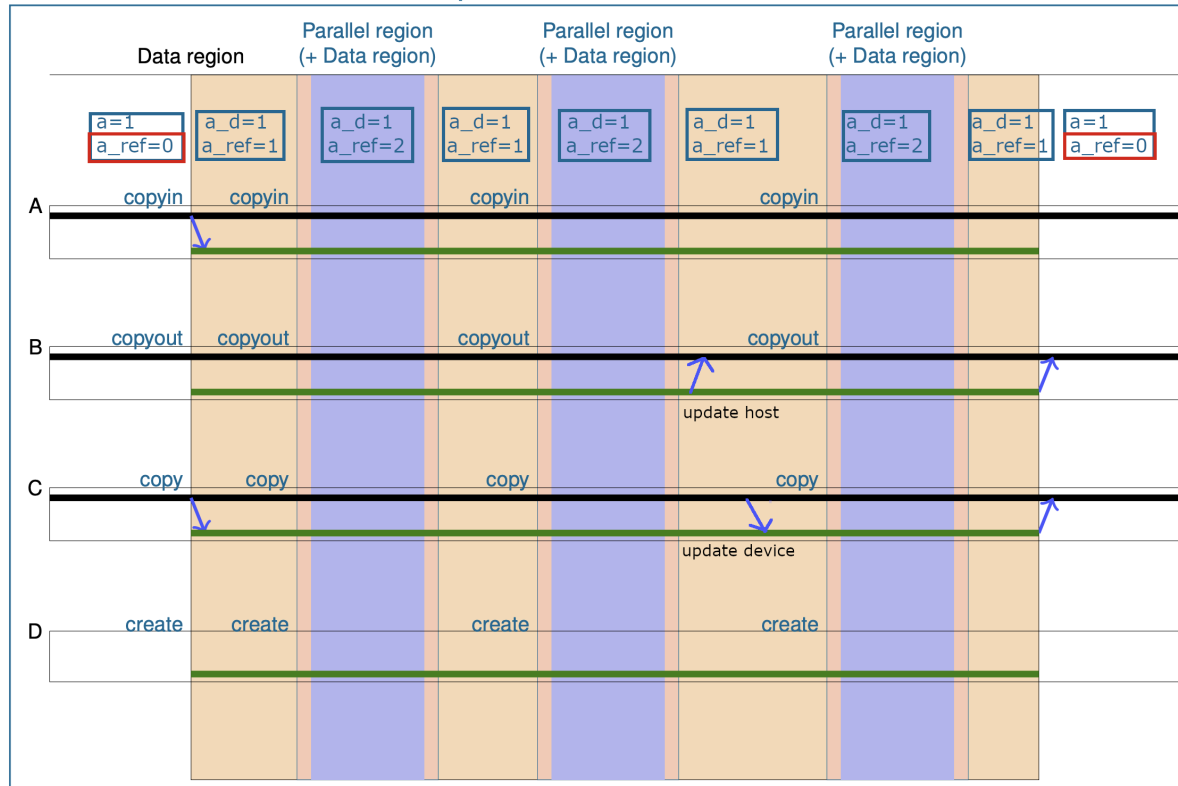 Parallel region
(+ Data region)
Parallel region
(+ Data region)
Parallel region
(+ Data region)
Data region
a=1
a_ref=0
a_d=1
a_ref=1
a_d=1
a_ref=2
a_d=1
a_ref=1
a_d=1
a_ref=2
a_d=1
a_ref=1
a_d=1
a_ref=2
a_d=1
a_ref=1
a=1
a_ref=0
A copyin copyin copyin copyin
B copyout copyout copyout copyout
update host
C copy copy copy copy
update device
D create create create create